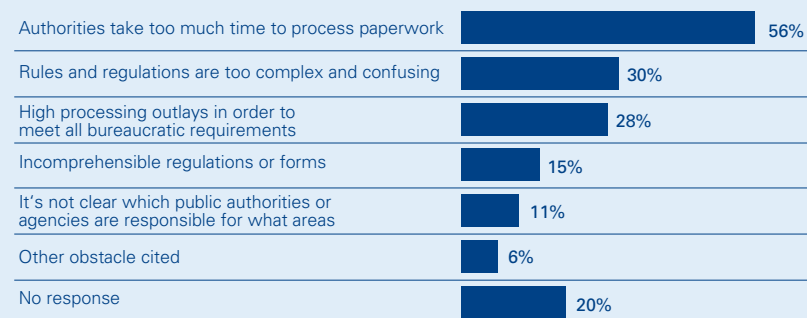 Authorities take too much time to process paperwork 56%
Rules and regulations are too complex and confusing 30%
High processing outlays in order to
meet all bureaucratic requirements 28%
Incomprehensible regulations or forms 15%
It's not clear which public authorities or
agencies are responsible for what areas 11%
Other obstacle cited 6%
No response 20%